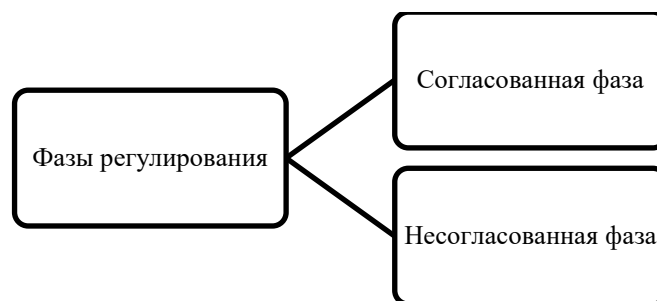 Согласованная фаза
Фазы регулирования
Несогласованная фаза